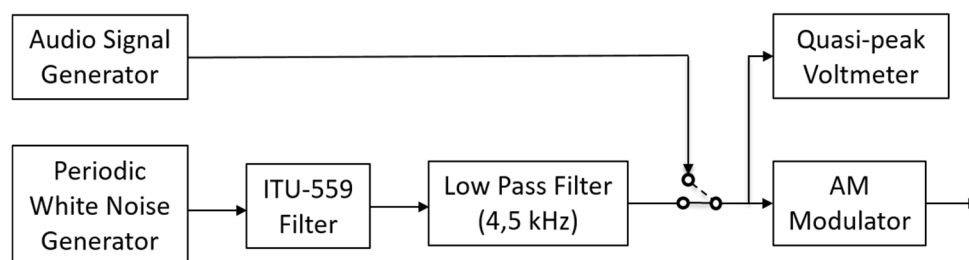 Audio Signal
Generator
Quasi-peak
Voltmeter
Periodic
White Noise
Generator
ITU-559
Filter
Low Pass Filter
(4,5 kHz)
AM
Modulator